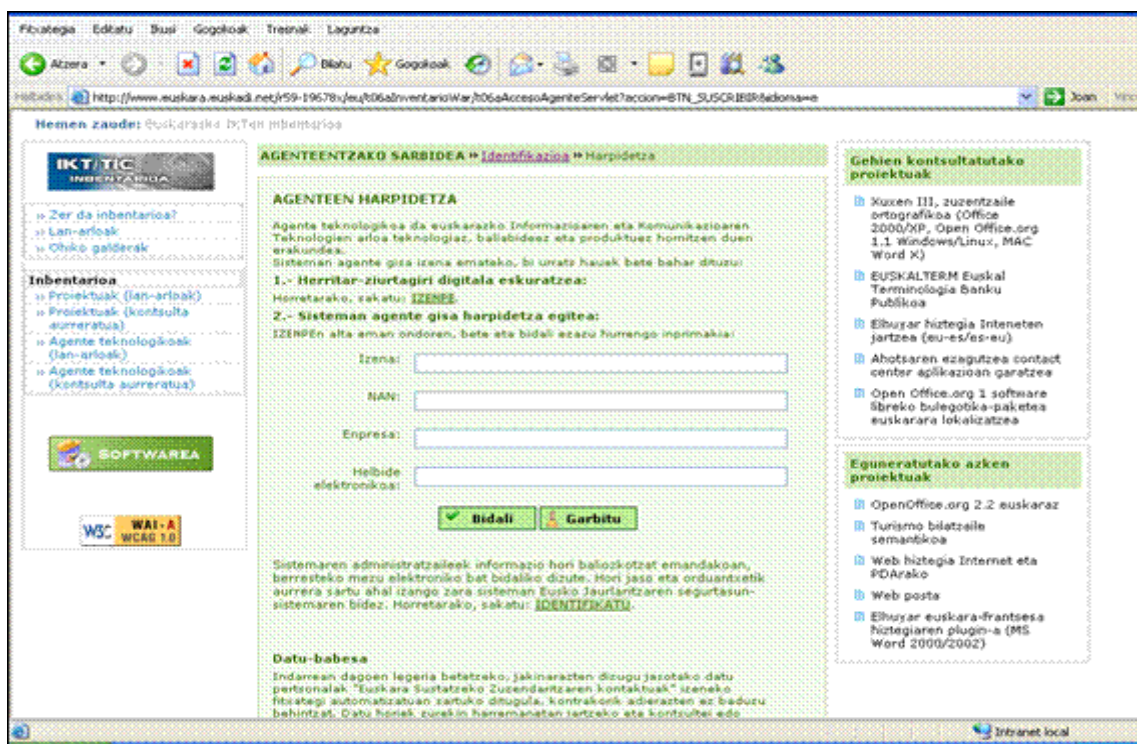 Fitxategia Editatu Ikusi Gogokoak Tresnak Laguntza
Atzera Bilatu Gogokoak
Helbidea http://www.euskara.euskadi.net/r59-19678x/eu/t06aInventarioWar/t06aAccesoAgenteServlet?accion=BTN_SUSCRIBIR&idioma=e Joan
Hemen zaude: Euskarazko IKTen inbentarioa
IKT/TIC
INBENTARIOA
» Zer da inbentarioa?
» Lan-arloak
» Ohiko galderak
Inbentarioa
» Proiektuak (lan-arloak)
» Proiektuak (kontsulta
aurreratua)
» Agente teknologikoak
(lan-arloak)
» Agente teknologikoak
(kontsulta aurreratua)
SOFTWAREA
W3C WAI-A
WCAG 1.0
AGENTEENTZAKO SARBIDEA » Identifikazioa » Harpidetza
AGENTEEN HARPIDETZA
Agente teknologikoa da euskarazko Informazioaren eta Komunikazioaren
Teknologien arloa teknologiaz, baliabideez eta produktuez hornitzen duen
erakundea.
Sisteman agente gisa izena emateko, bi urrats hauek bete behar dituzu:
1.- Herritar-ziurtagiri digitala eskuratzea:
Horretarako, sakatu: IZENPE.
2.- Sisteman agente gisa harpidetza egitea:
IZENPEn alta eman ondoren, bete eta bidali ezazu hurrengo inprimakia:
Izena:
NAN:
Enpresa:
Helbide
elektronikoa:
Bidali Garbitu
Sistemaren administratzaileek informazio hori baliozkotzat emandakoan,
berresteko mezu elektroniko bat bidaliko dizute. Hori jaso eta orduantxetik
aurrera sartu ahal izango zara sisteman Eusko Jaurlaritzaren segurtasun-
sistemaren bidez. Horretarako, sakatu: IDENTIFIKATU.
Datu-babesa
Indarrean dagoen legeria betetzeko, jakinarazten dizugu jasotako datu
pertsonalak "Euskara Sustatzeko Zuzendaritzaren kontaktuak" izeneko
fitxategi automatizatuan sartuko ditugula, kontrakorik adierazten ez baduzu
behintzat. Datu horiek zurekin harremanetan jartzeko eta kontsultei edo
Gehien kontsultatutako
proiektuak
Xuxen III, zuzentzaile
ortografikoa (Office
2000/XP, Open Office.org
1.1 Windows/Linux, MAC
Word X)
EUSKALTERM Euskal
Terminologia Banku
Publikoa
Elhuyar hiztegia Interneten
jartzea (eu-es/es-eu)
Ahotsaren ezagutzea contact
center aplikazioan garatzea
Open Office.org 1 software
libreko bulegotika-paketea
euskarara lokalizatzea
Eguneratutako azken
proiektuak
OpenOffice.org 2.2 euskaraz
Turismo bilatzaile
semantikoa
Web hiztegia Internet eta
PDArako
Web posta
Elhuyar euskara-frantsesa
hiztegiaren plugin-a (MS
Word 2000/2002)
Intranet local